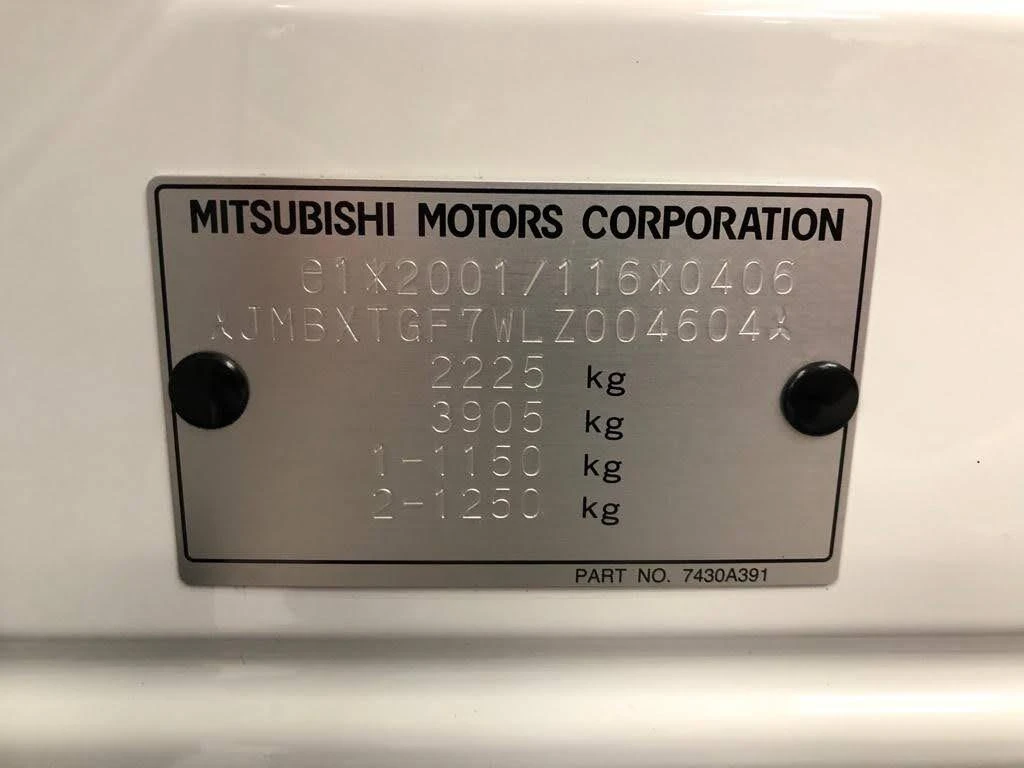 MITSUBISHI MOTORS CORPORATION
e1*2001/116*0406
*JMBXTGF7WLZ004604*
2225 kg
3905 kg
1-1150 kg
2-1250 kg
PART NO. 7430A391